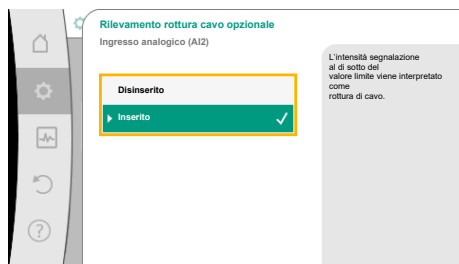 Rilevamento rottura cavo opzionale
Ingresso analogico (AI2)
Disinserito
Inserito
L'intensità segnalazione
al di sotto del
valore limite viene interpretato
come
rottura di cavo.
?